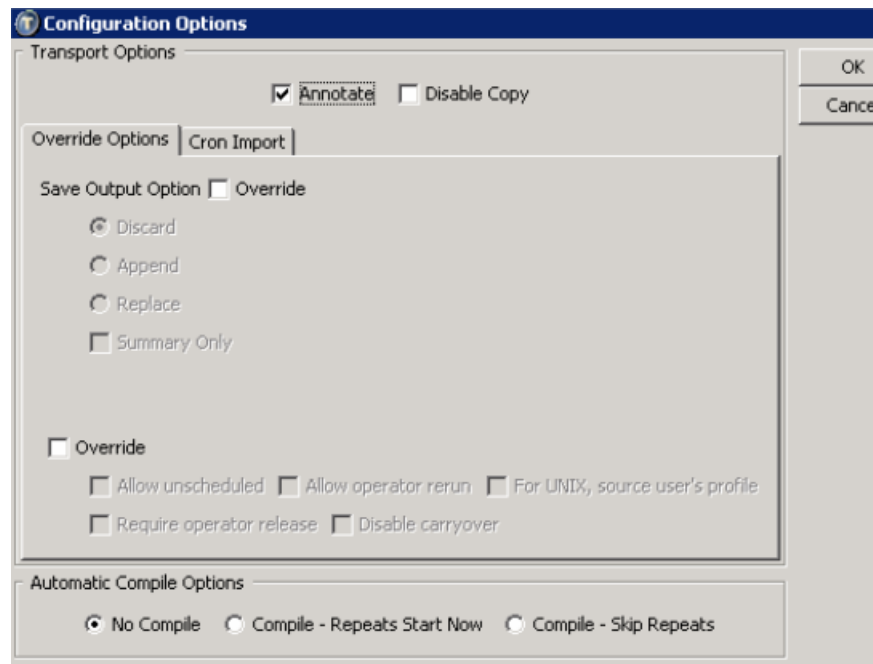 Configuration Options
Transport Options
OK
Annotate Disable Copy
Cance
Override Options Cron Import
Save Output Option Override
Discard
Append
Replace
Summary Only
Override
Allow unscheduled Allow operator rerun For UNIX, source user's profile
Require operator release Disable carryover
Automatic Compile Options
No Compile Compile - Repeats Start Now Compile - Skip Repeats